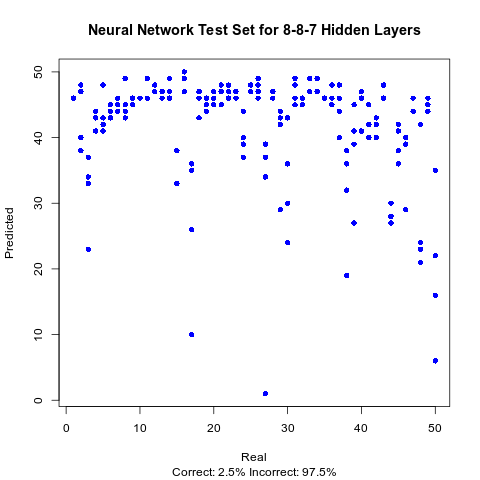 Neural Network Test Set for 8-8-7 Hidden Layers
50
40
30
20
10
0
Predicted
0 10 20 30 40 50
Real
Correct: 2.5% Incorrect: 97.5%